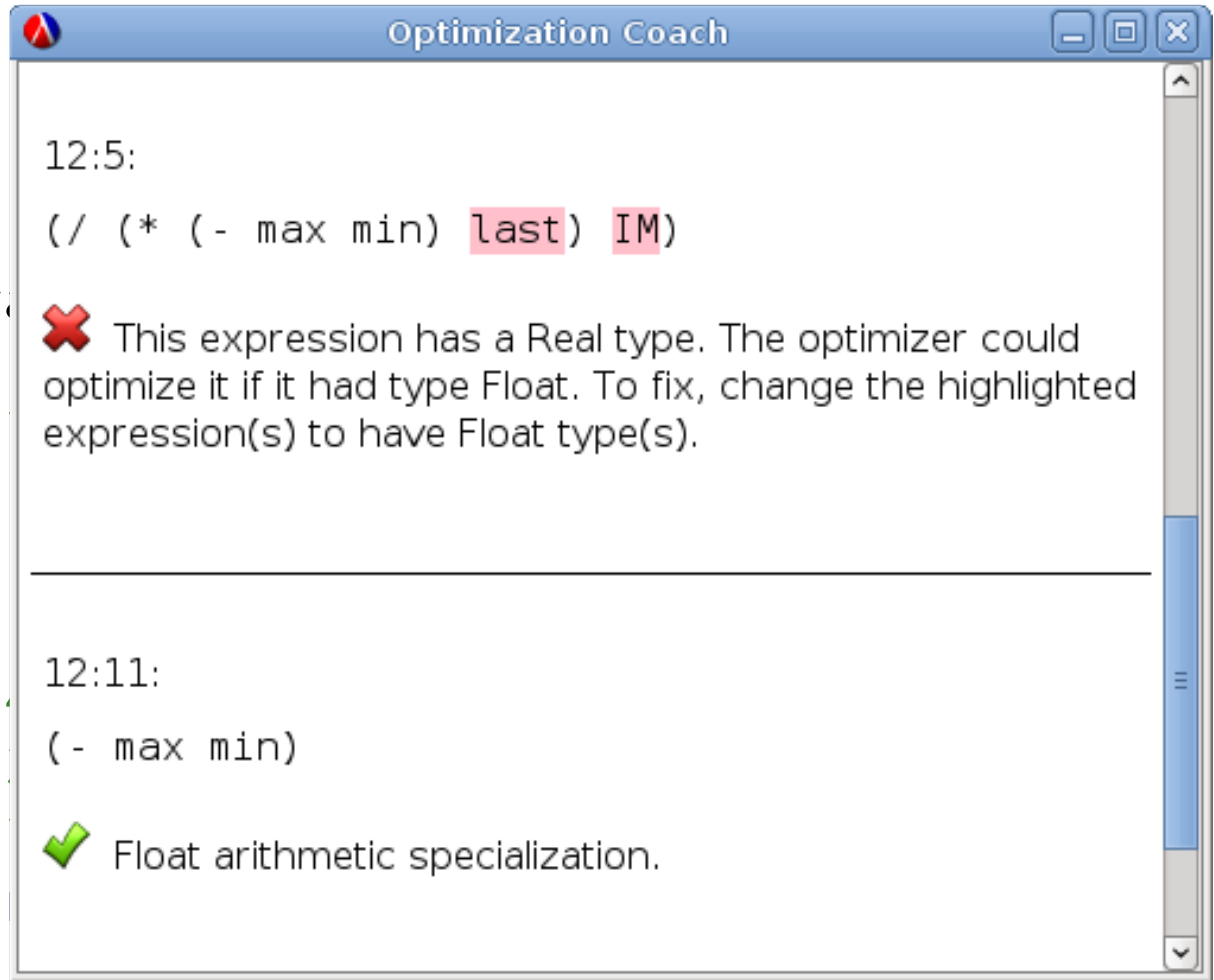 Optimization Coach
12:5:
(/ (* (- max min) last) IM)
This expression has a Real type. The optimizer could
optimize it if it had type Float. To fix, change the highlighted
expression(s) to have Float type(s).
12:11:
(- max min)
Float arithmetic specialization.